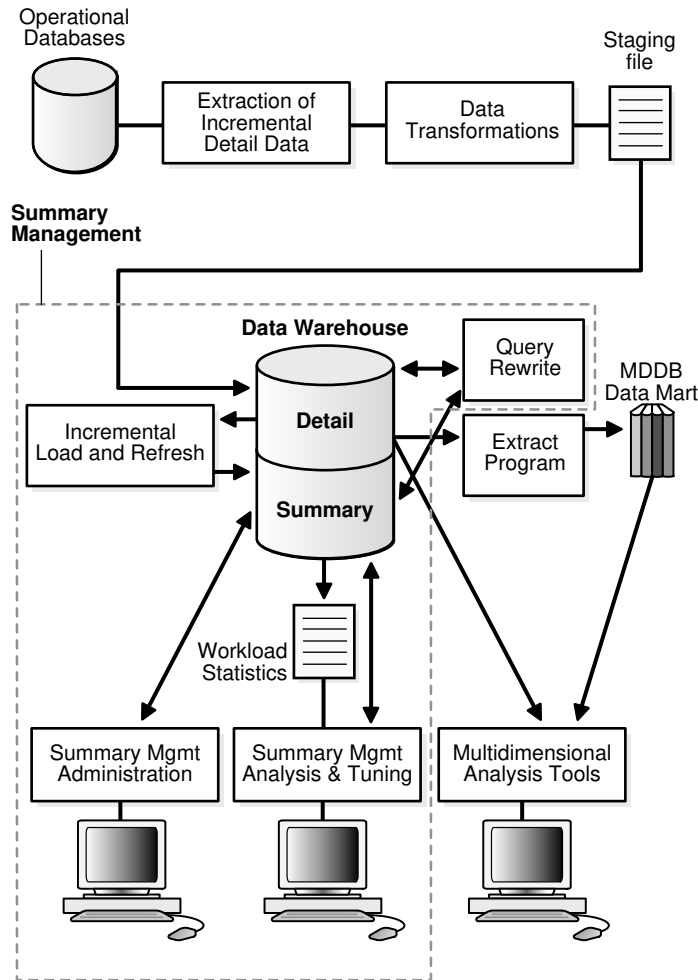 Operational
Databases
Extraction of
Incremental
Detail Data
Data
Transformations
Staging
file
Summary
Management
Data Warehouse
Detail
Summary
Query
Rewrite
MDDB
Data Mart
Incremental
Load and Refresh
Extract
Program
Workload
Statistics
Summary Mgmt
Administration
Summary Mgmt
Analysis & Tuning
Multidimensional
Analysis Tools